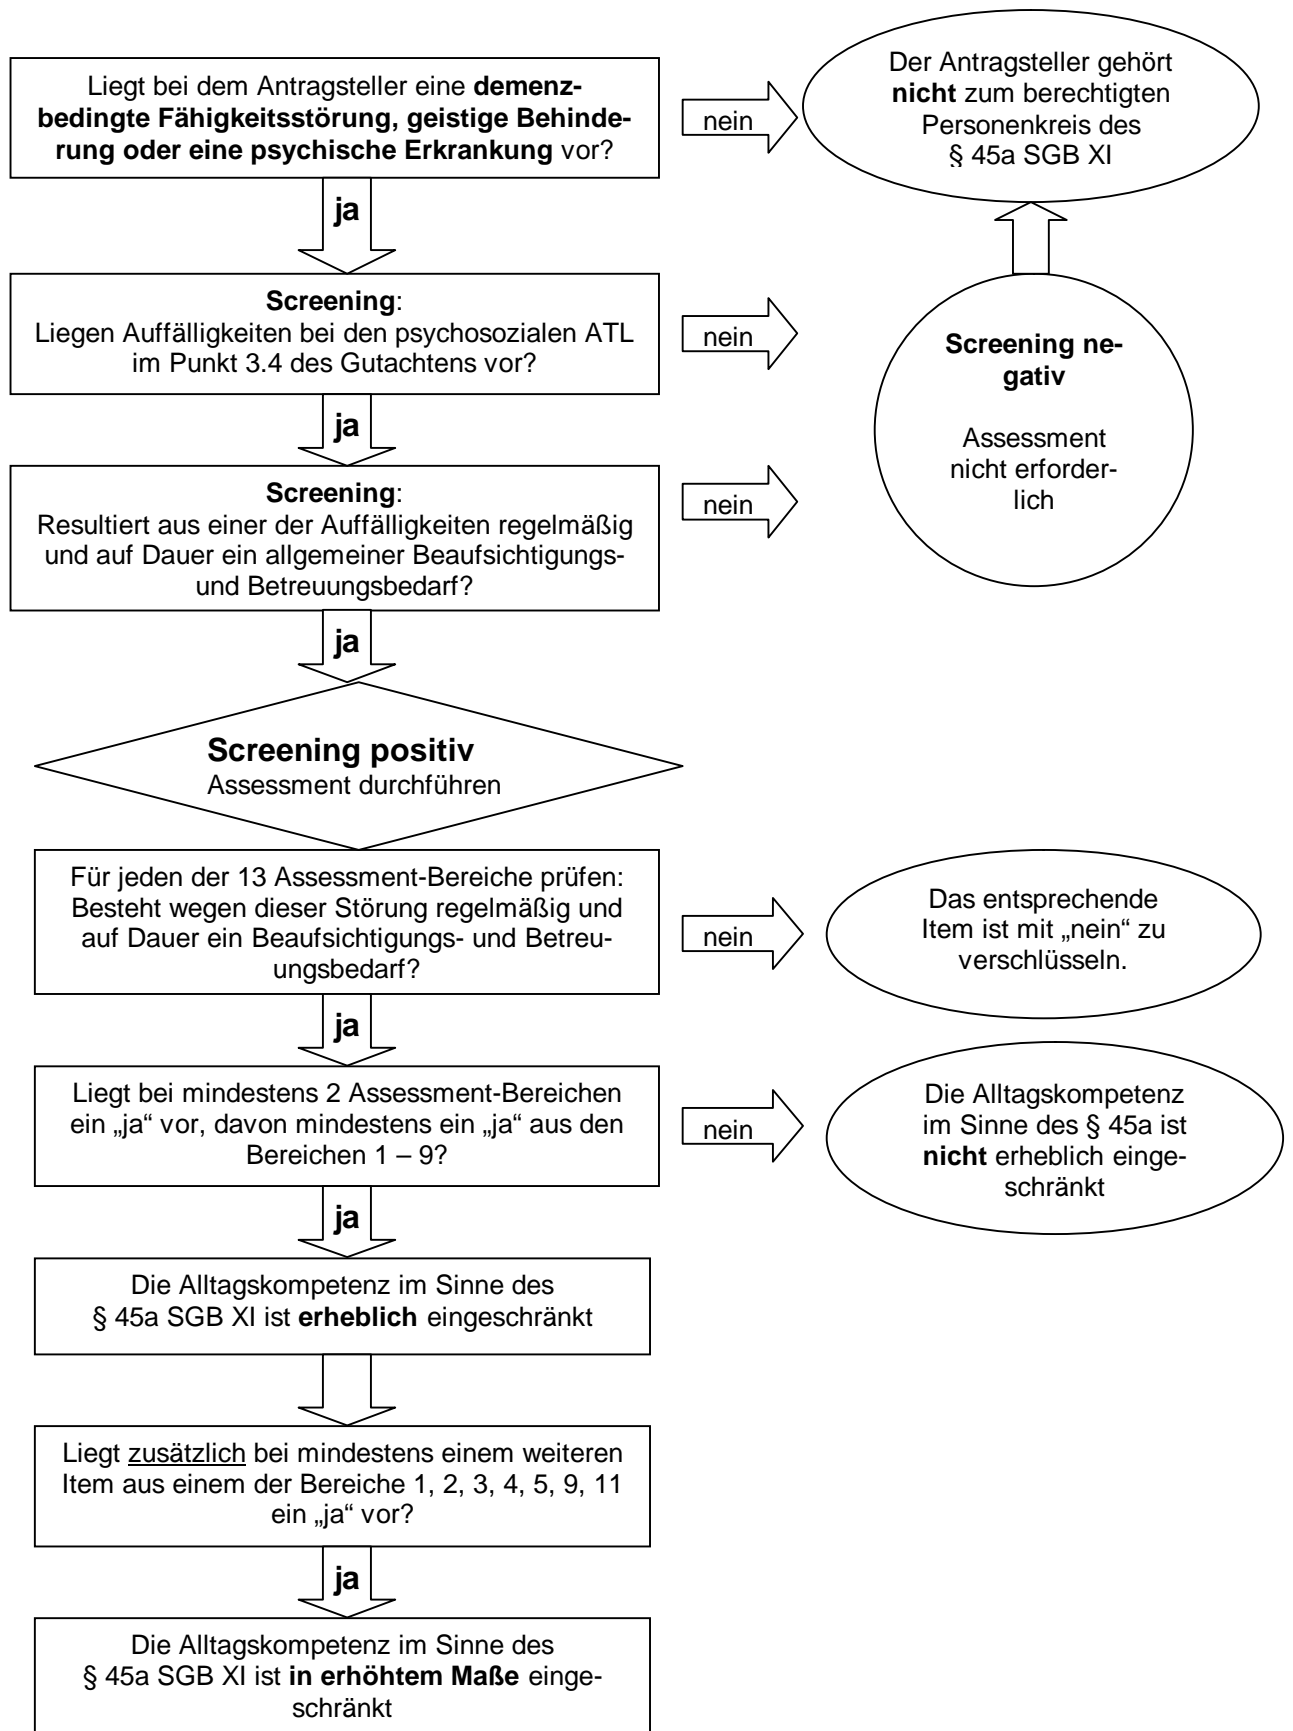 Liegt bei dem Antragsteller eine demenz-
bedingte Fähigkeitsstörung, geistige Behinde-
rung oder eine psychische Erkrankung vor?
nein
Der Antragsteller gehört
nicht zum berechtigten
Personenkreis des
§ 45a SGB XI
ja
Screening:
Liegen Auffälligkeiten bei den psychosozialen ATL
im Punkt 3.4 des Gutachtens vor?
nein
Screening ne-
gativ
Assessment
nicht erforder-
lich
ja
Screening:
Resultiert aus einer der Auffälligkeiten regelmäßig
und auf Dauer ein allgemeiner Beaufsichtigungs-
und Betreuungsbedarf?
nein
ja
Screening positiv
Assessment durchführen
Für jeden der 13 Assessment-Bereiche prüfen:
Besteht wegen dieser Störung regelmäßig und
auf Dauer ein Beaufsichtigungs- und Betreu-
ungsbedarf?
nein
Das entsprechende
Item ist mit „nein“ zu
verschlüsseln.
ja
Liegt bei mindestens 2 Assessment-Bereichen
ein „ja“ vor, davon mindestens ein „ja“ aus den
Bereichen 1 – 9?
nein
Die Alltagskompetenz
im Sinne des § 45a ist
nicht erheblich einge-
schränkt
ja
Die Alltagskompetenz im Sinne des
§ 45a SGB XI ist erheblich eingeschränkt
Liegt zusätzlich bei mindestens einem weiteren
Item aus einem der Bereiche 1, 2, 3, 4, 5, 9, 11
ein „ja“ vor?
ja
Die Alltagskompetenz im Sinne des
§ 45a SGB XI ist in erhöhtem Maße einge-
schränkt